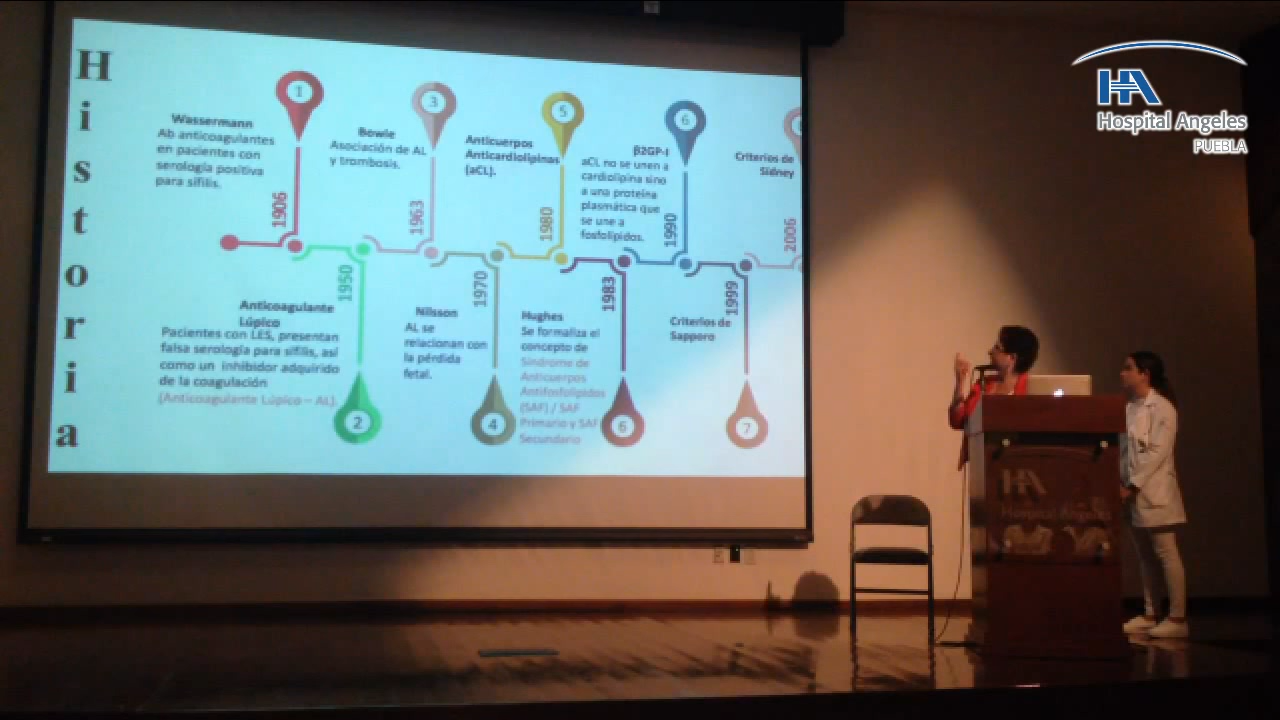 Historia
1
Wassermann
Ab anticoagulantes
en pacientes con
serología positiva
para sífilis.
1906
3
Bowie
Asociación de AL
y trombosis.
1963
5
Anticuerpos
Anticardiolipinas
(aCL).
1980
6
β2GP-I
aCL no se unen a
cardiolipina sino
a una proteína
plasmática que
se une a
fosfolípidos.
1990
Criterios de
Sidney
2006
1950
Anticoagulante
Lúpico
Pacientes con LES, presentan
falsa serología para sífilis, así
como un inhibidor adquirido
de la coagulación
(Anticoagulante Lúpico – AL).
2
1970
Nilsson
AL se
relacionan con
la pérdida
fetal.
4
1983
Hughes
Se formaliza el
concepto de
Síndrome de
Anticuerpos
Antifosfolípidos
(SAF) / SAF
Primario y SAF
Secundario
6
1999
Criterios de
Sapporo
7
HA
Hospital Angeles
PUEBLA
HA
Hospital Angeles